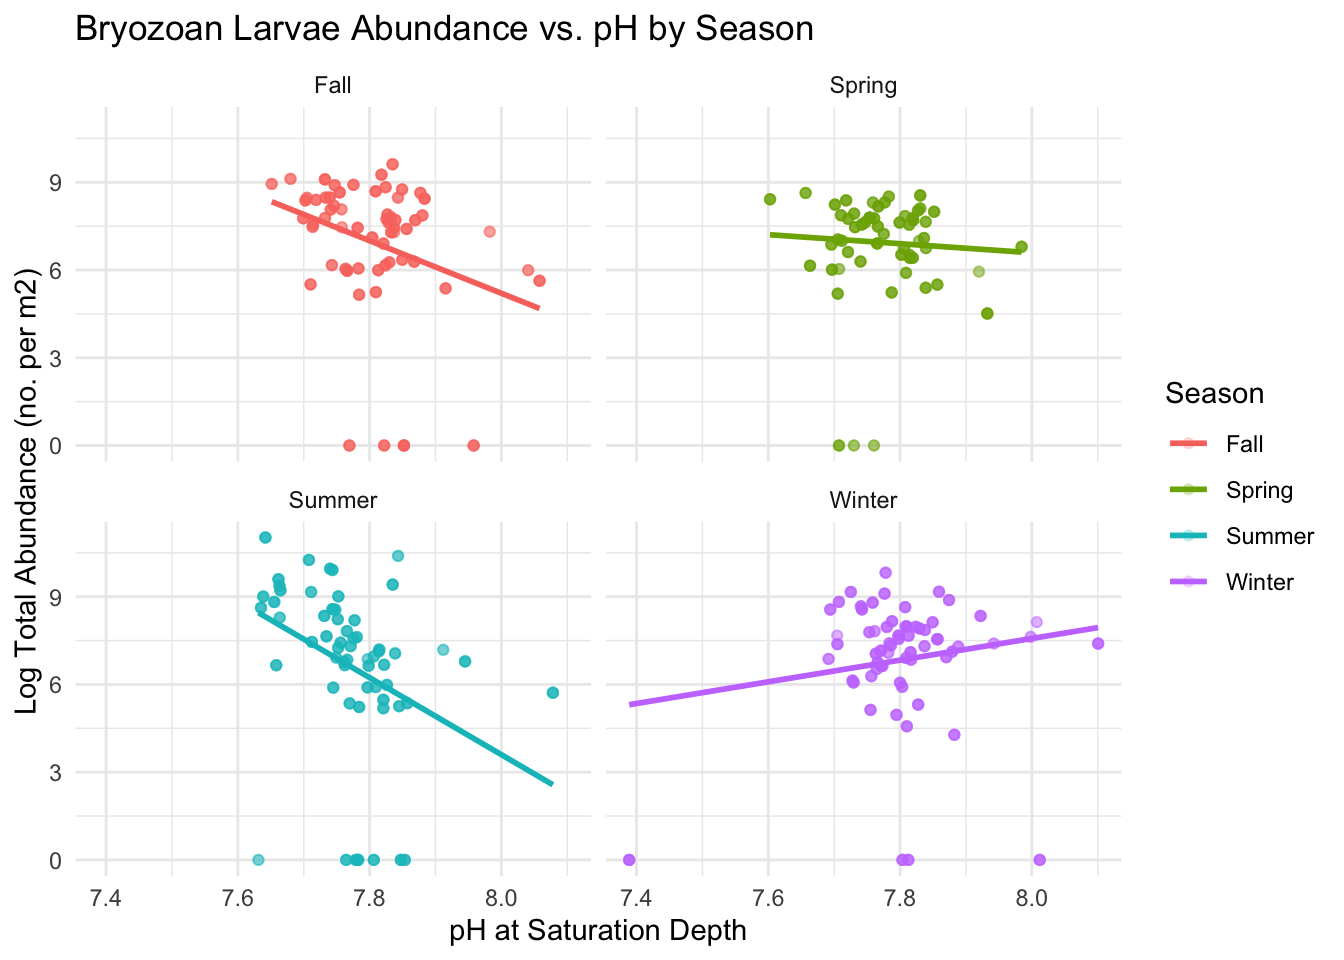 Bryozoan Larvae Abundance vs. pH by Season
Fall
Spring
9
6
3
0
Summer
Winter
9
6
3
0
7.4 7.6 7.8 8.0 7.4 7.6 7.8 8.0
pH at Saturation Depth
Log Total Abundance (no. per m2)
Season
Fall
Spring
Summer
Winter